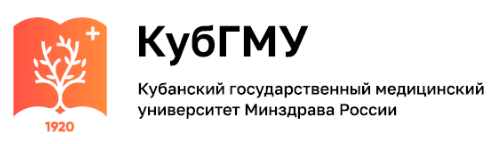 КубГМУ
Кубанский государственный медицинский
университет Минздрава России
1920